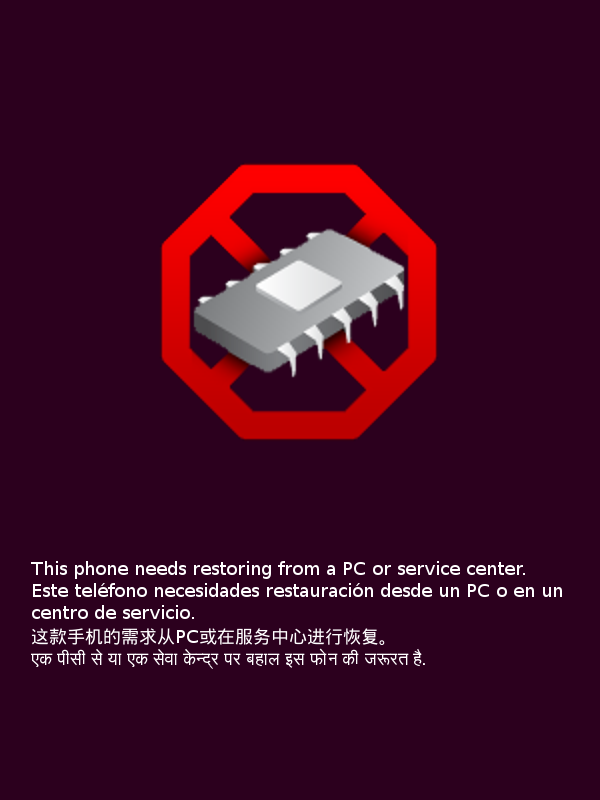 This phone needs restoring from a PC or service center.
Este teléfono necesidades restauración desde un PC o en un
centro de servicio.
这款手机的需求从PC或在服务中心进行恢复。
एक पीसी से या एक सेवा केन्द्र पर बहाल इस फोन की जरूरत है.